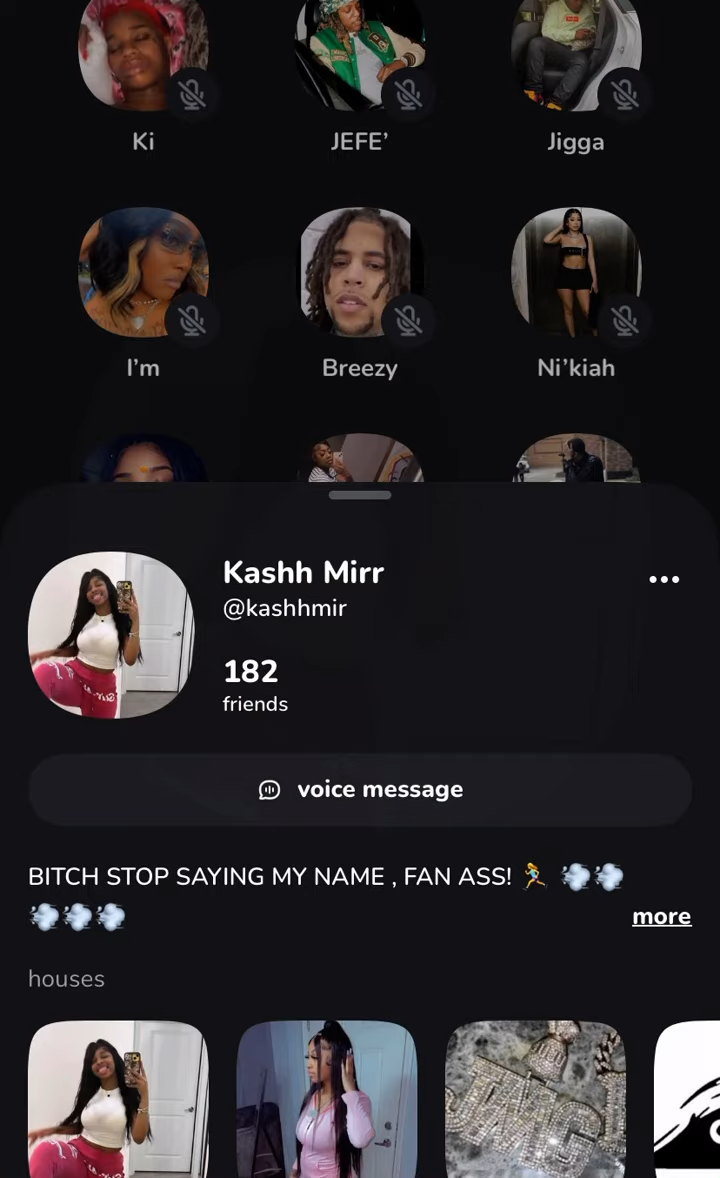 Ki
JEFE’
Jigga
I’m
Breezy
Ni’kiah
Kashh Mirr
@kashhmir
182
friends
voice message
BITCH STOP SAYING MY NAME , FAN ASS! 🏃‍♀️ 💨💨
💨💨💨
more
houses